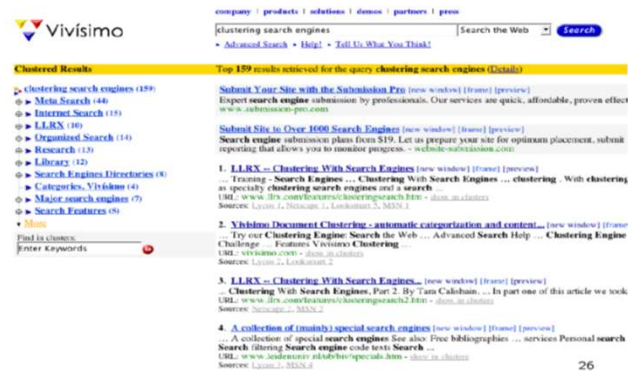 company | products | solutions | demos | partners | press
Vivísimo
clustering search engines
Search the Web
Search
• Advanced Search • Help! • Tell Us What You Think!
Clustered Results
Top 159 results retrieved for the query clustering search engines (Details)
clustering search engines (159)
Meta Search (44)
Internet Search (15)
LLRX (10)
Organized Search (14)
Research (13)
Library (12)
Search Engines Directories (8)
Categories, Vivísimo (4)
Major search engines (7)
Search Features (5)
More
Find in clusters:
Enter Keywords
Submit Your Site with the Submission Pro [new window] [frame] [preview]
Expert search engine submission by professionals. Our services are quick, affordable, proven effect
www.submission-pro.com
Submit Site to Over 1000 Search Engines [new window] [frame] [preview]
Search engine submission plans from $19. Let us prepare your site for optimum placement, submit
reporting that allows you to monitor progress. - website-submission.com
1. LLRX -- Clustering With Search Engines [new window] [frame] [preview]
... Training - Search Engines ... Clustering With Search Engines ... clustering . With clustering
as specialty clustering search engines and a search ...
URL: www.llrx.com/features/clusteringsearch.htm - show in clusters
Sources: Lycos 1, Netscape 1, Looksmart 5, MSN 1
2. Vivísimo Document Clustering - automatic categorization and content... [new window] [frame
... Try our Clustering Engine: Search the Web ... Advanced Search Help ... Clustering Engine
Challenge ... Features Vivísimo Clustering ...
URL: vivisimo.com - show in clusters
Sources: Lycos 2, Looksmart 2
3. LLRX -- Clustering With Search Engines... [new window] [frame] [preview]
... Clustering With Search Engines, Part 2. By Tara Calishain. ... In part one of this article we took
URL: www.llrx.com/features/clusteringsearch2.htm - show in clusters
Sources: Netscape 2, MSN 2
4. A collection of (mainly) special search engines [new window] [frame] [preview]
... A collection of special search engines See also: Free bibliographies ... services Personal search
Search filtering Search engine code texts Search ...
URL: www.leidenuniv.nl/ub/biv/specials.htm - show in clusters
Sources: Lycos 3, MSN 4
26